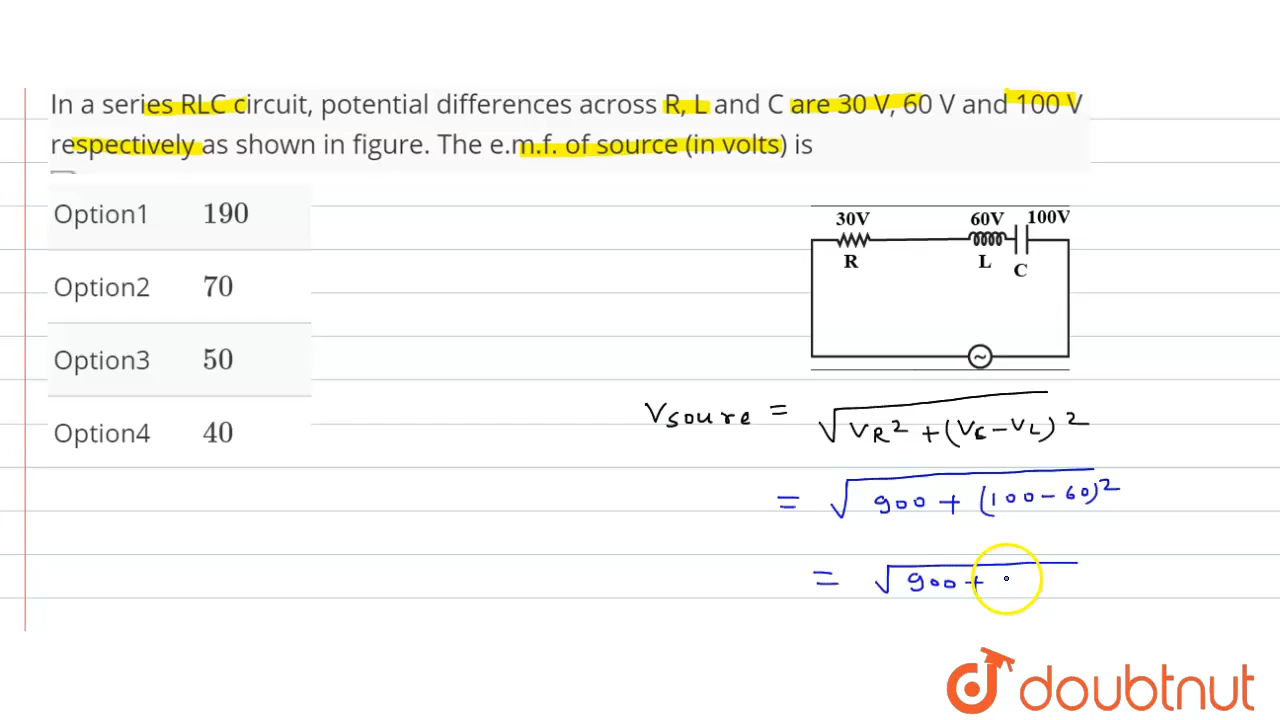 In a series RLC circuit, potential differences across R, L and C are 30 V, 60 V and 100 V
respectively as shown in figure. The e.m.f. of source (in volts) is
Option1 190
Option2 70
Option3 50
Option4 40
30V 60V 100V
R L C
~
Vsoure = √VR² + (VC – VL)²
= √900 + (100 – 60)²
= √900 +
doubtnut